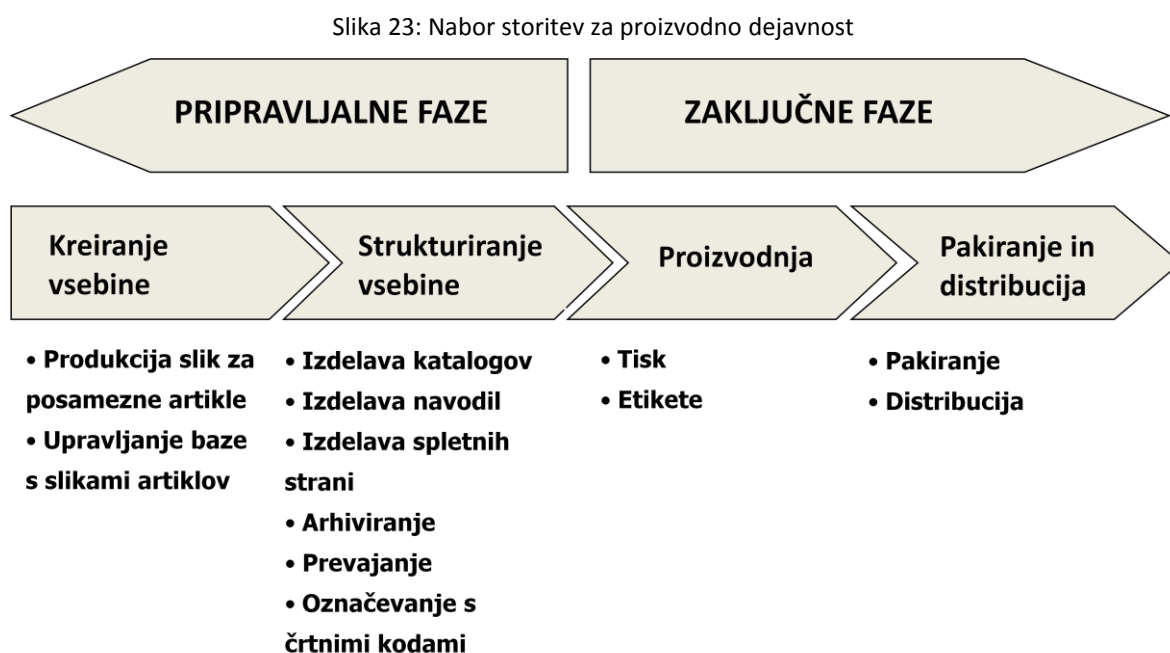 Slika 23: Nabor storitev za proizvodno dejavnost
PRIPRAVLJALNE FAZE
ZAKLJUČNE FAZE
Kreiranje
vsebine
Strukturiranje
vsebine
Proizvodnja
Pakiranje in
distribucija
• Produkcija slik za
posamezne artikle
• Upravljanje baze
s slikami artiklov
• Izdelava katalogov
• Izdelava navodil
• Izdelava spletnih
strani
• Arhiviranje
• Prevajanje
• Označevanje s
črtnimi kodami
• Tisk
• Etikete
• Pakiranje
• Distribucija